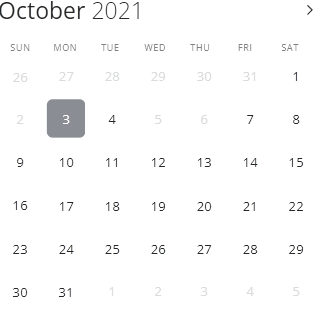 October 2021
SUN MON TUE WED THU FRI SAT
26 27 28 29 30 31 1
2 3 4 5 6 7 8
9 10 11 12 13 14 15
16 17 18 19 20 21 22
23 24 25 26 27 28 29
30 31 1 2 3 4 5